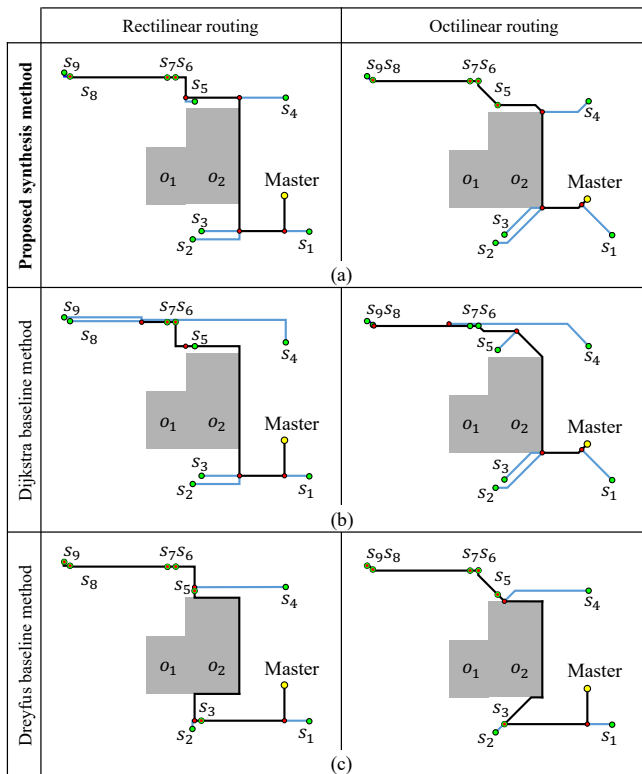 Rectilinear routing
Octilinear routing
Proposed synthesis method
s9
s8
s7s6
s5
s4
o1
o2
Master
s3
s2
s1
s9s8
s7s6
s5
s4
o1
o2
Master
s3
s2
s1
(a)
Dijkstra baseline method
s9
s8
s7s6
s5
s4
o1
o2
Master
s3
s2
s1
s9s8
s7s6
s5
s4
o1
o2
Master
s3
s2
s1
(b)
Dreyfus baseline method
s9
s8
s7s6
s5
s4
o1
o2
Master
s3
s2
s1
s9s8
s7s6
s5
s4
o1
o2
Master
s3
s2
s1
(c)